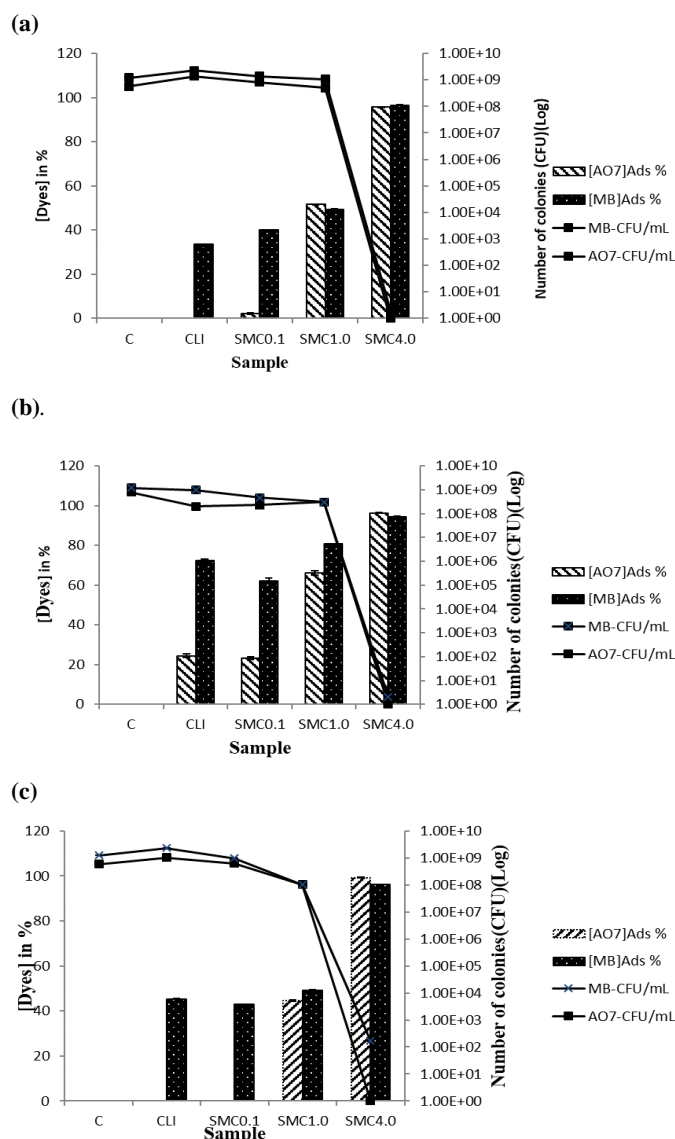 (a)
120
100
80
60
40
20
0
[Dyes] in %
1.00E+10
1.00E+09
1.00E+08
1.00E+07
1.00E+06
1.00E+05
1.00E+04
1.00E+03
1.00E+02
1.00E+01
1.00E+00
Number of colonies (CFU)(Log)
C CLI SMC0.1 SMC1.0 SMC4.0
Sample
[AO7]Ads %
[MB]Ads %
MB-CFU/mL
AO7-CFU/mL
(b).
120
100
80
60
40
20
0
[Dyes] in %
1.00E+10
1.00E+09
1.00E+08
1.00E+07
1.00E+06
1.00E+05
1.00E+04
1.00E+03
1.00E+02
1.00E+01
1.00E+00
Number of colonies(CFU)(Log)
C CLI SMC0.1 SMC1.0 SMC4.0
Sample
[AO7]Ads %
[MB]Ads %
MB-CFU/mL
AO7-CFU/mL
(c)
120
100
80
60
40
20
0
[Dyes] in %
1.00E+10
1.00E+09
1.00E+08
1.00E+07
1.00E+06
1.00E+05
1.00E+04
1.00E+03
1.00E+02
1.00E+01
1.00E+00
Number of colonies(CFU)(Log)
C CLI SMC0.1 SMC1.0 SMC4.0
Sample
[AO7]Ads %
[MB]Ads %
MB-CFU/mL
AO7-CFU/mL